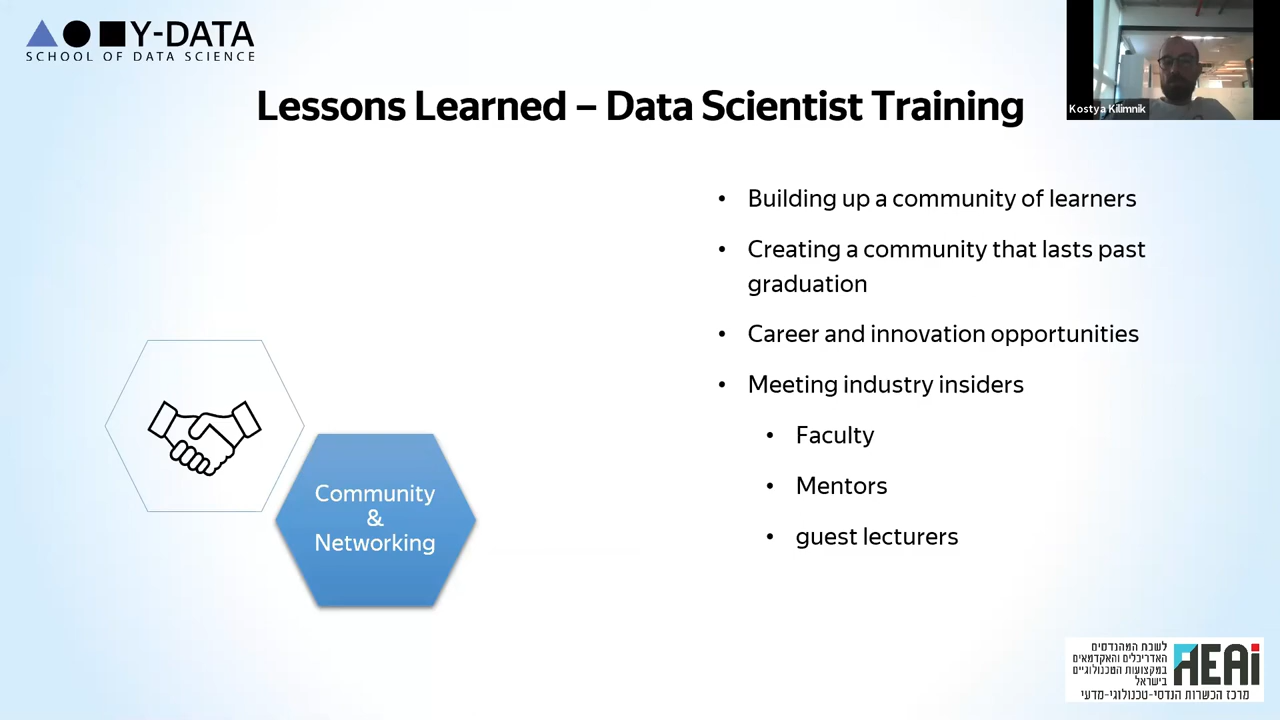 Y-DATA
SCHOOL OF DATA SCIENCE
Lessons Learned – Data Scientist Training
Kostya Kilimnik
• Building up a community of learners
• Creating a community that lasts past
graduation
• Career and innovation opportunities
• Meeting industry insiders
• Faculty
• Mentors
• guest lecturers
Community
&
Networking
לשכת המהנדסים
האדריכלים והאקדמאים
במקצועות הטכנולוגיים
בישראל
AEAi
מרכז הכשרות הנדסי-טכנולוגי-מדעי